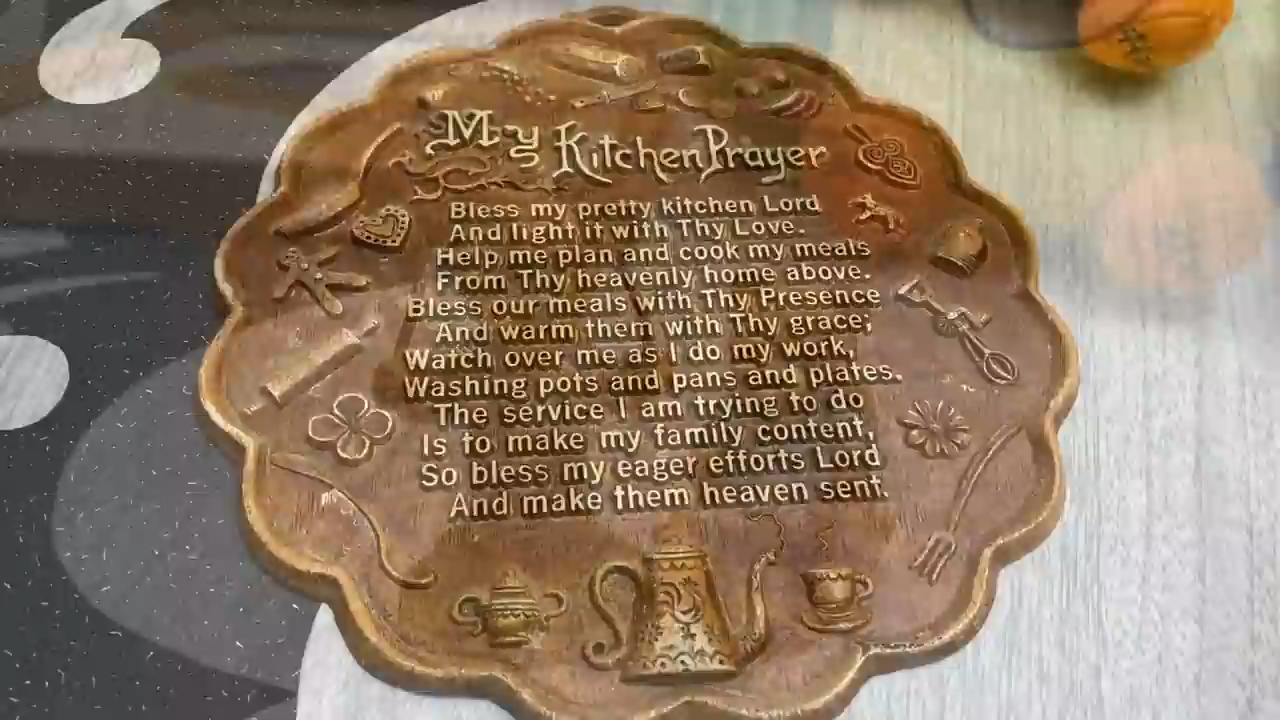 My Kitchen Prayer
Bless my pretty kitchen Lord
And light it with Thy Love.
Help me plan and cook my meals
From Thy heavenly home above.
Bless our meals with Thy Presence
And warm them with Thy grace;
Watch over me as I do my work,
Washing pots and pans and plates.
The service I am trying to do
Is to make my family content,
So bless my eager efforts Lord
And make them heaven sent.